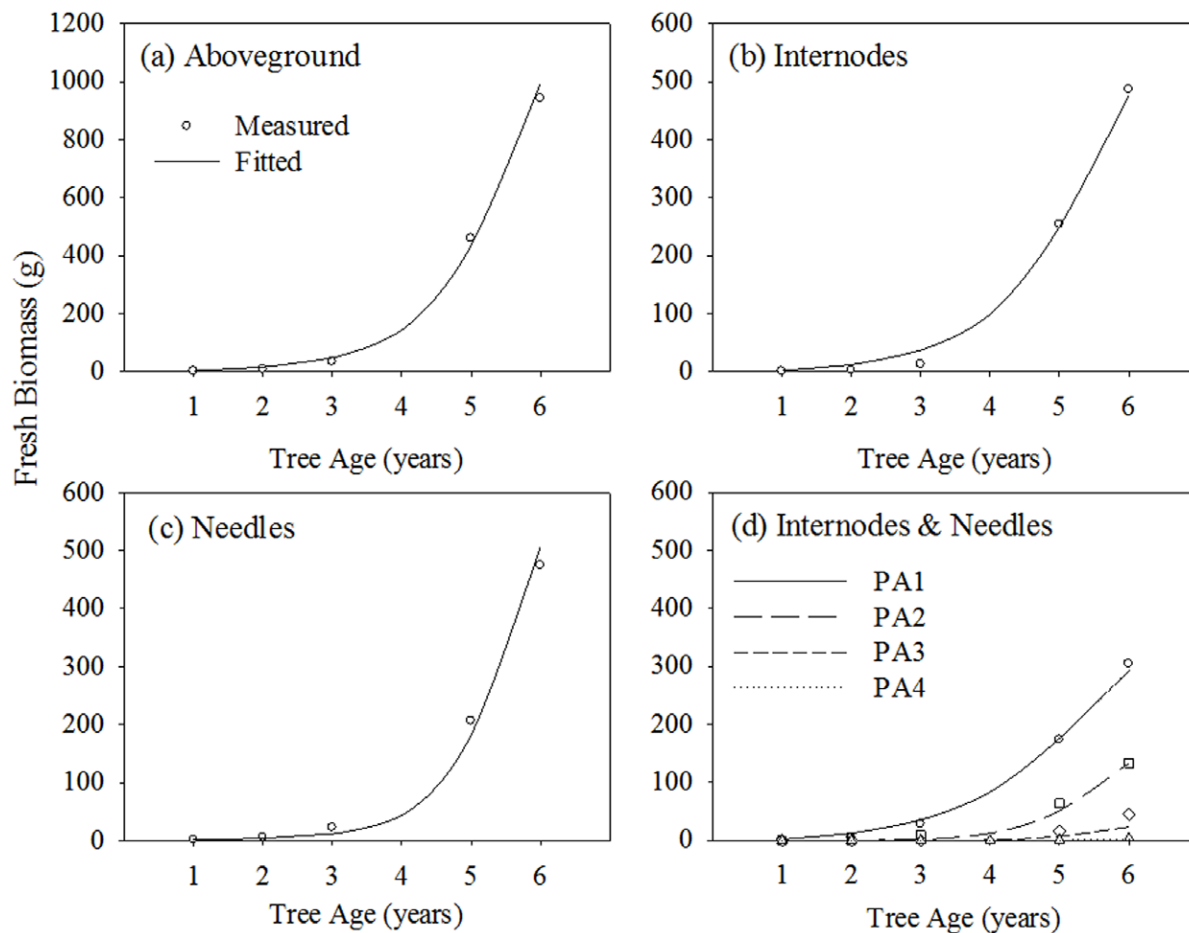 Fresh Biomass (g)
(a) Aboveground
Measured
Fitted
1200
1000
800
600
400
200
0
1 2 3 4 5 6
Tree Age (years)
(b) Internodes
600
500
400
300
200
100
0
1 2 3 4 5 6
Tree Age (years)
(c) Needles
600
500
400
300
200
100
0
1 2 3 4 5 6
Tree Age (years)
(d) Internodes & Needles
PA1
PA2
PA3
PA4
600
500
400
300
200
100
0
1 2 3 4 5 6
Tree Age (years)